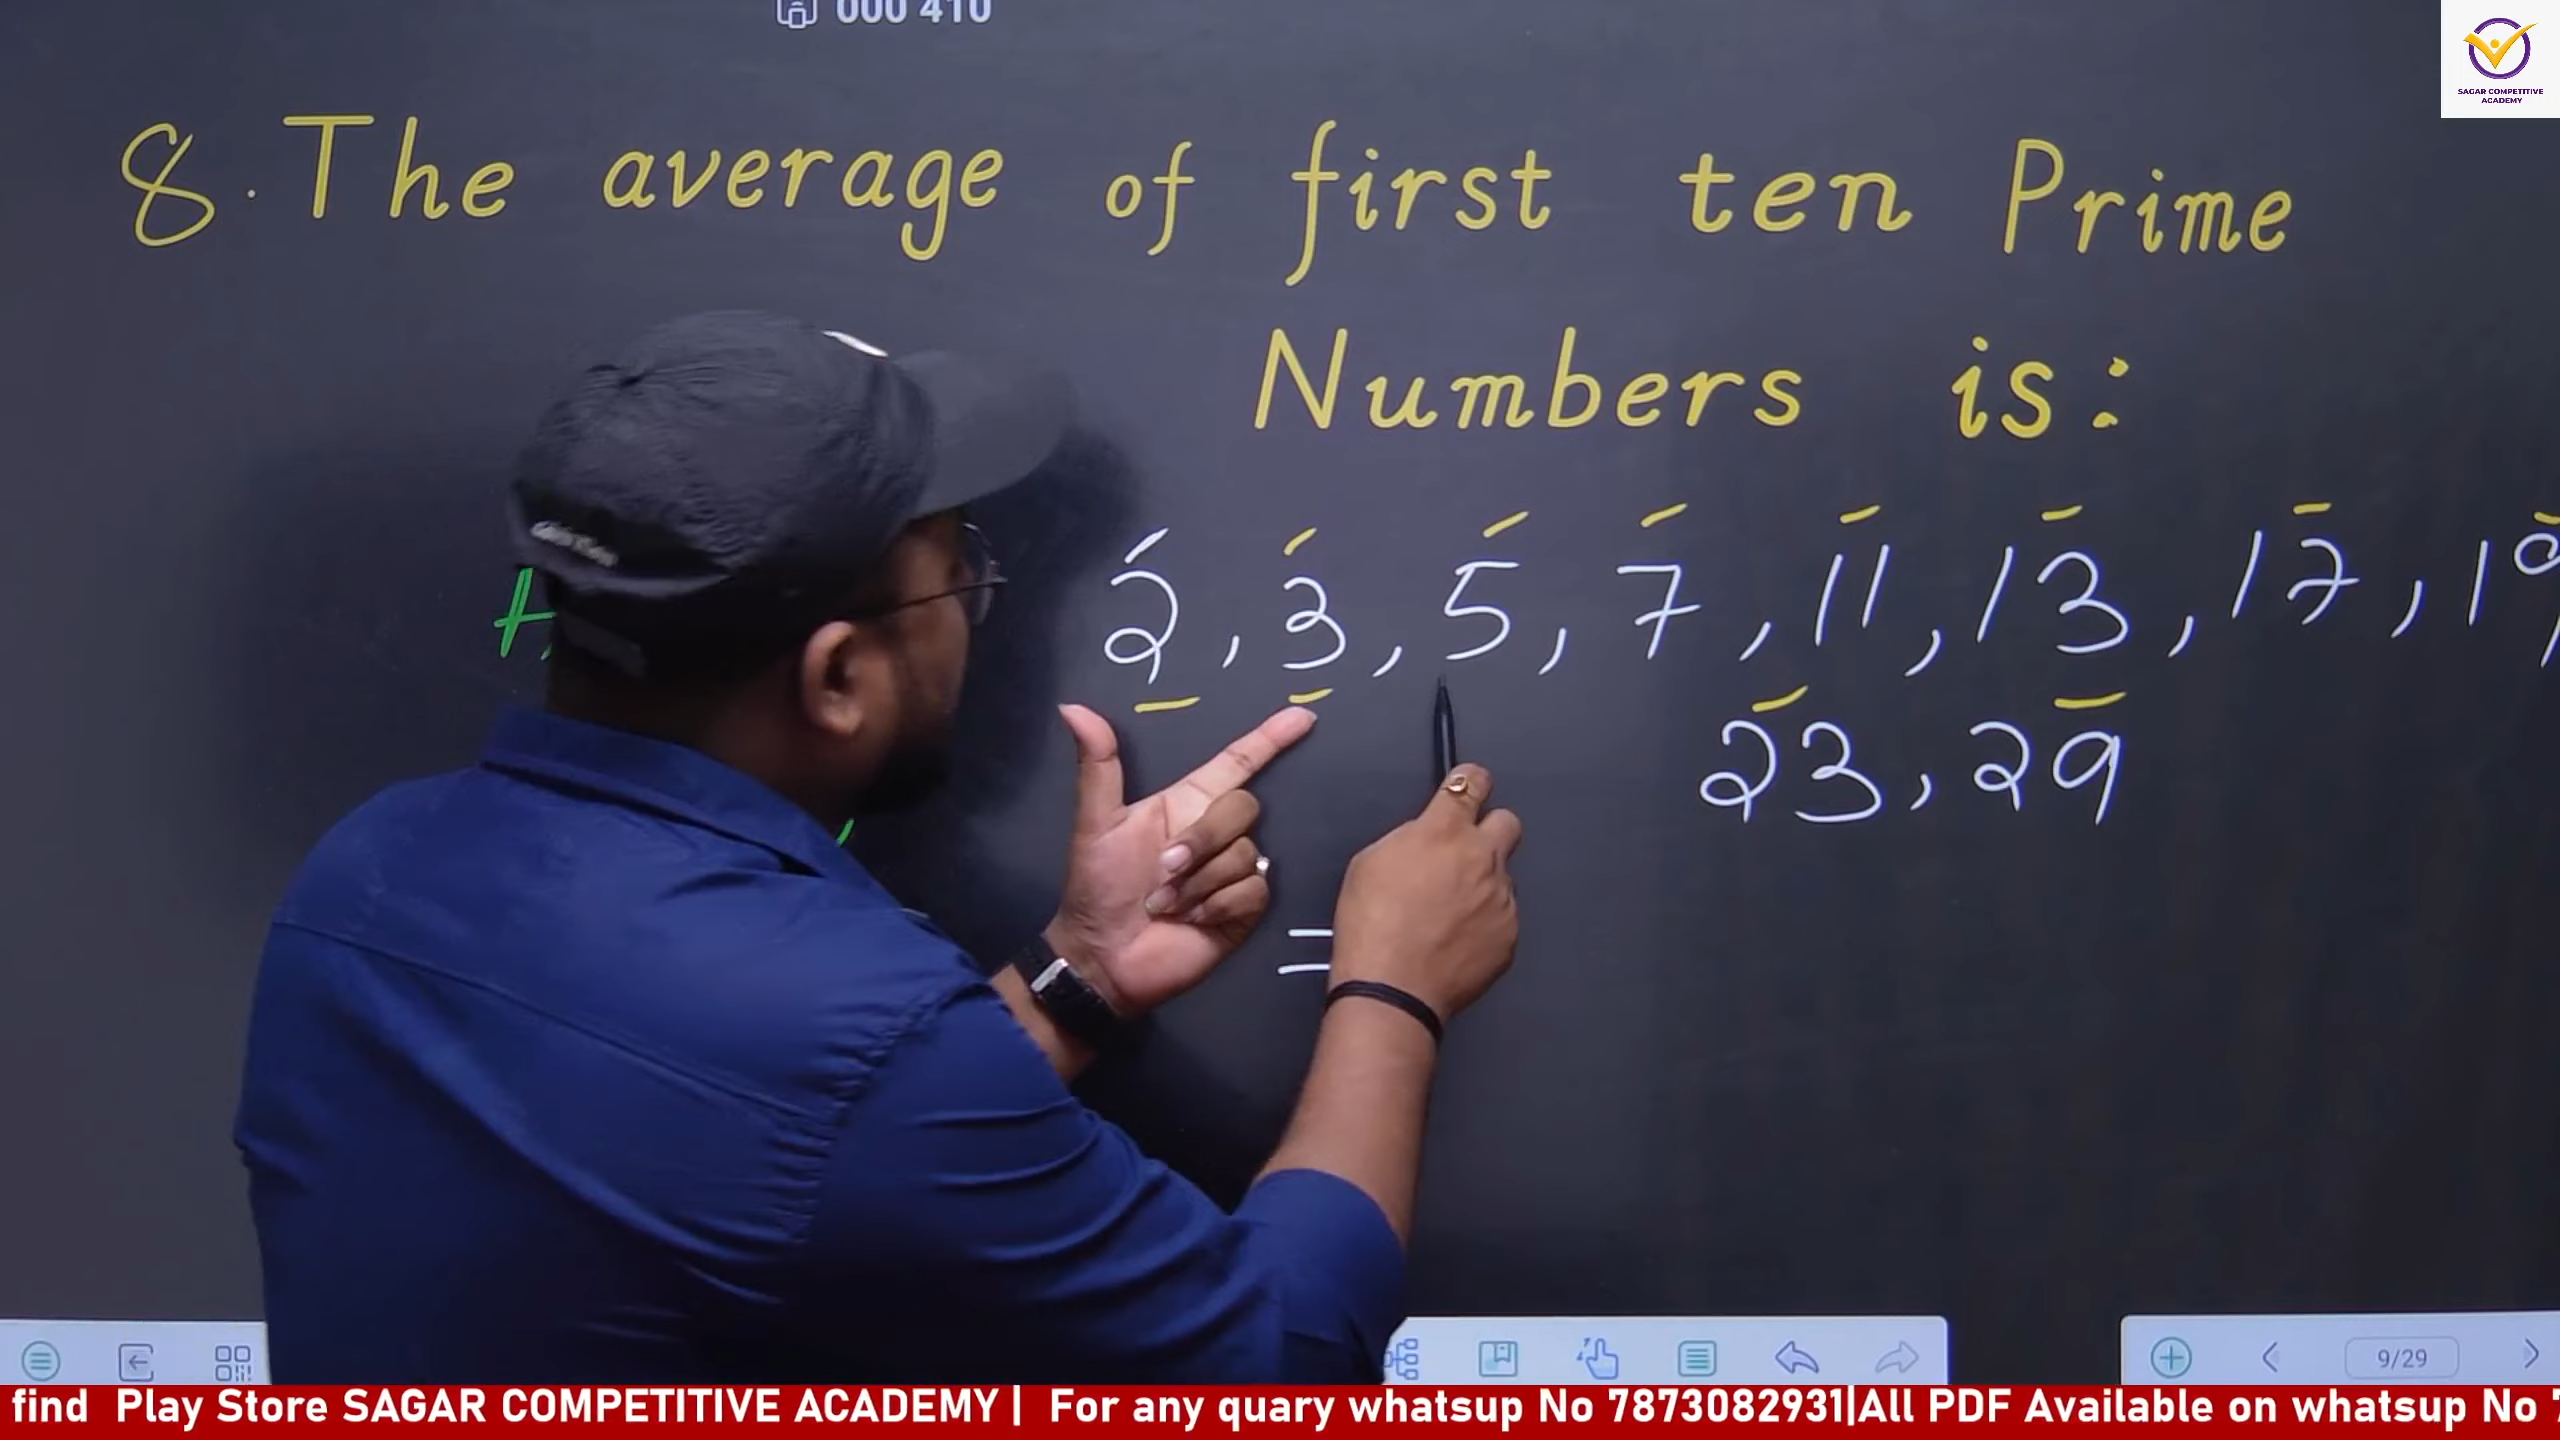 000 410
SAGAR COMPETITIVE
ACADEMY
8. The average of first ten Prime
Numbers is:
2, 3, 5, 7, 11, 13, 17, 19,
23, 29
=
9/29
find Play Store SAGAR COMPETITIVE ACADEMY | For any quary whatsup No 7873082931|All PDF Available on whatsup No